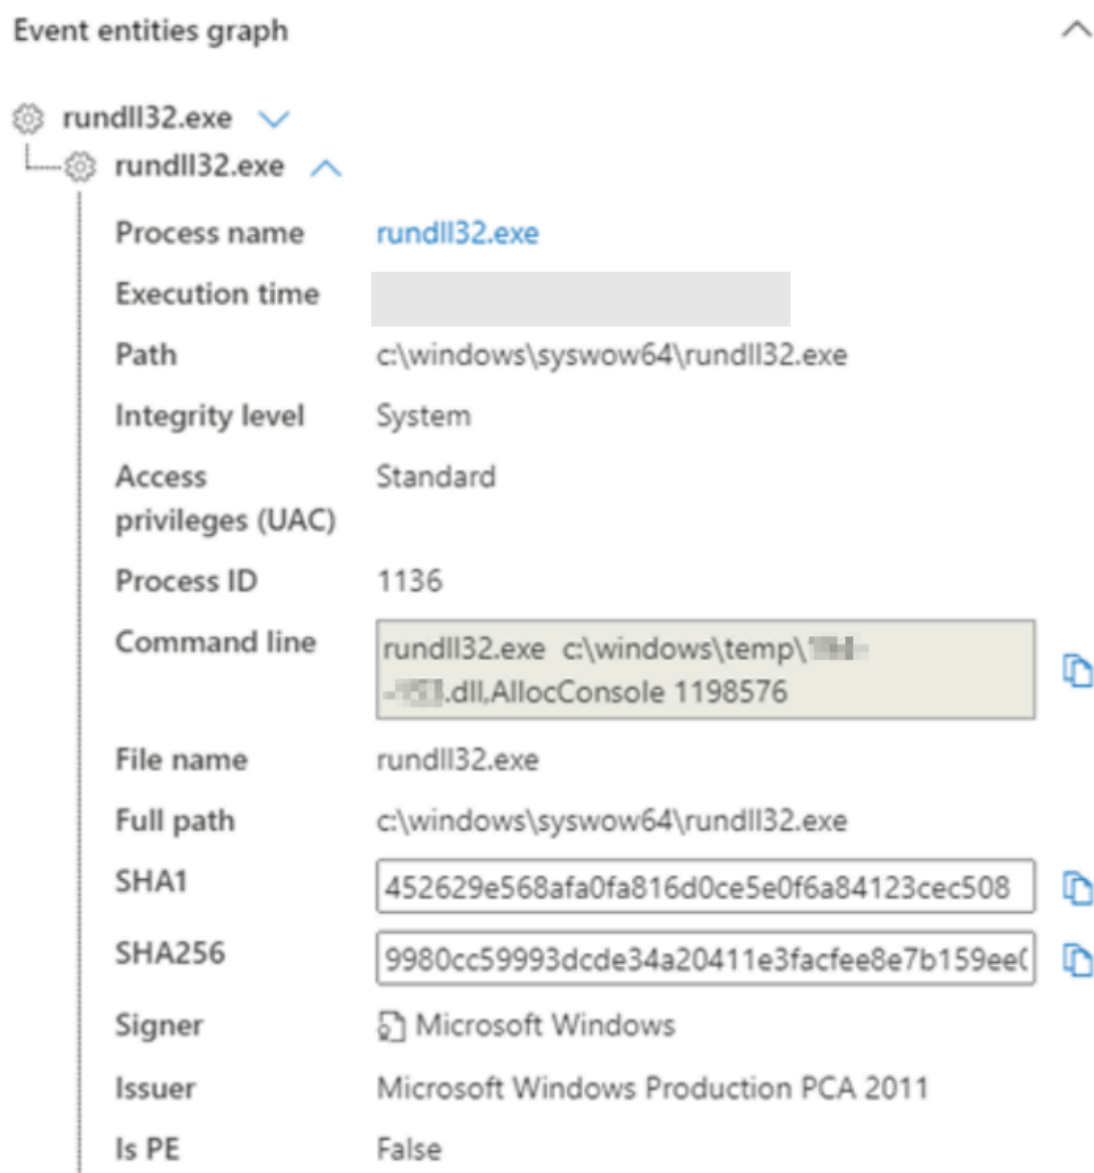 Event entities graph
rundll32.exe
rundll32.exe
Process name rundll32.exe
Execution time
Path c:\windows\syswow64\rundll32.exe
Integrity level System
Access Standard
privileges (UAC)
Process ID 1136
Command line rundll32.exe c:\windows\temp\
.dll,AllocConsole 1198576
File name rundll32.exe
Full path c:\windows\syswow64\rundll32.exe
SHA1 452629e568afa0fa816d0ce5e0f6a84123cec508
SHA256 9980cc59993dcde34a20411e3facfee8e7b159ee
Signer Microsoft Windows
Issuer Microsoft Windows Production PCA 2011
Is PE False